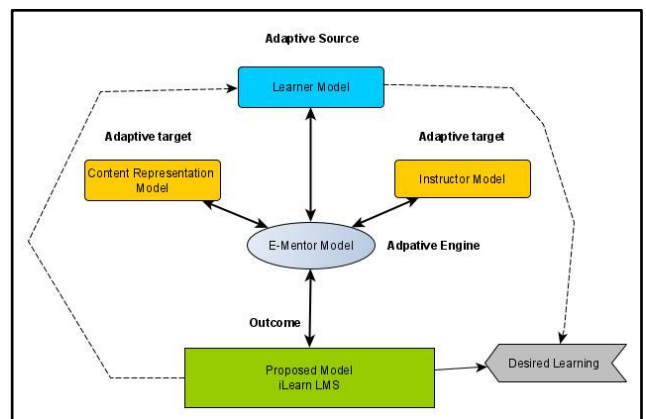 Adaptive Source
Learner Model
Adaptive target
Adaptive target
Content Representation
Model
Instructor Model
E-Mentor Model
Adpative Engine
Outcome
Proposed Model
iLearn LMS
Desired Learning